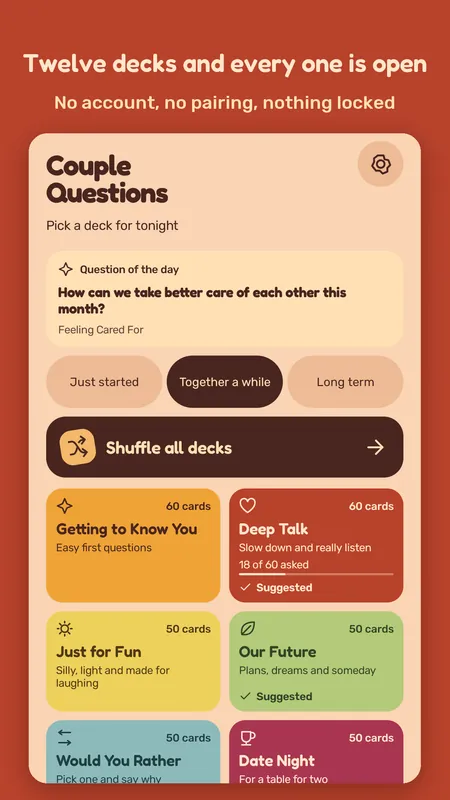 Twelve decks and every one is open
No account, no pairing, nothing locked
Couple
Questions
Pick a deck for tonight
Question of the day
How can we take better care of each other this
month?
Feeling Cared For
Just started
Together a while
Long term
Shuffle all decks
60 cards
Getting to Know You
Easy first questions
60 cards
Deep Talk
Slow down and really listen
18 of 60 asked
Suggested
50 cards
Just for Fun
Silly, light and made for
laughing
50 cards
Our Future
Plans, dreams and someday
Suggested
50 cards
Would You Rather
Pick one and say why
50 cards
Date Night
For a table for two